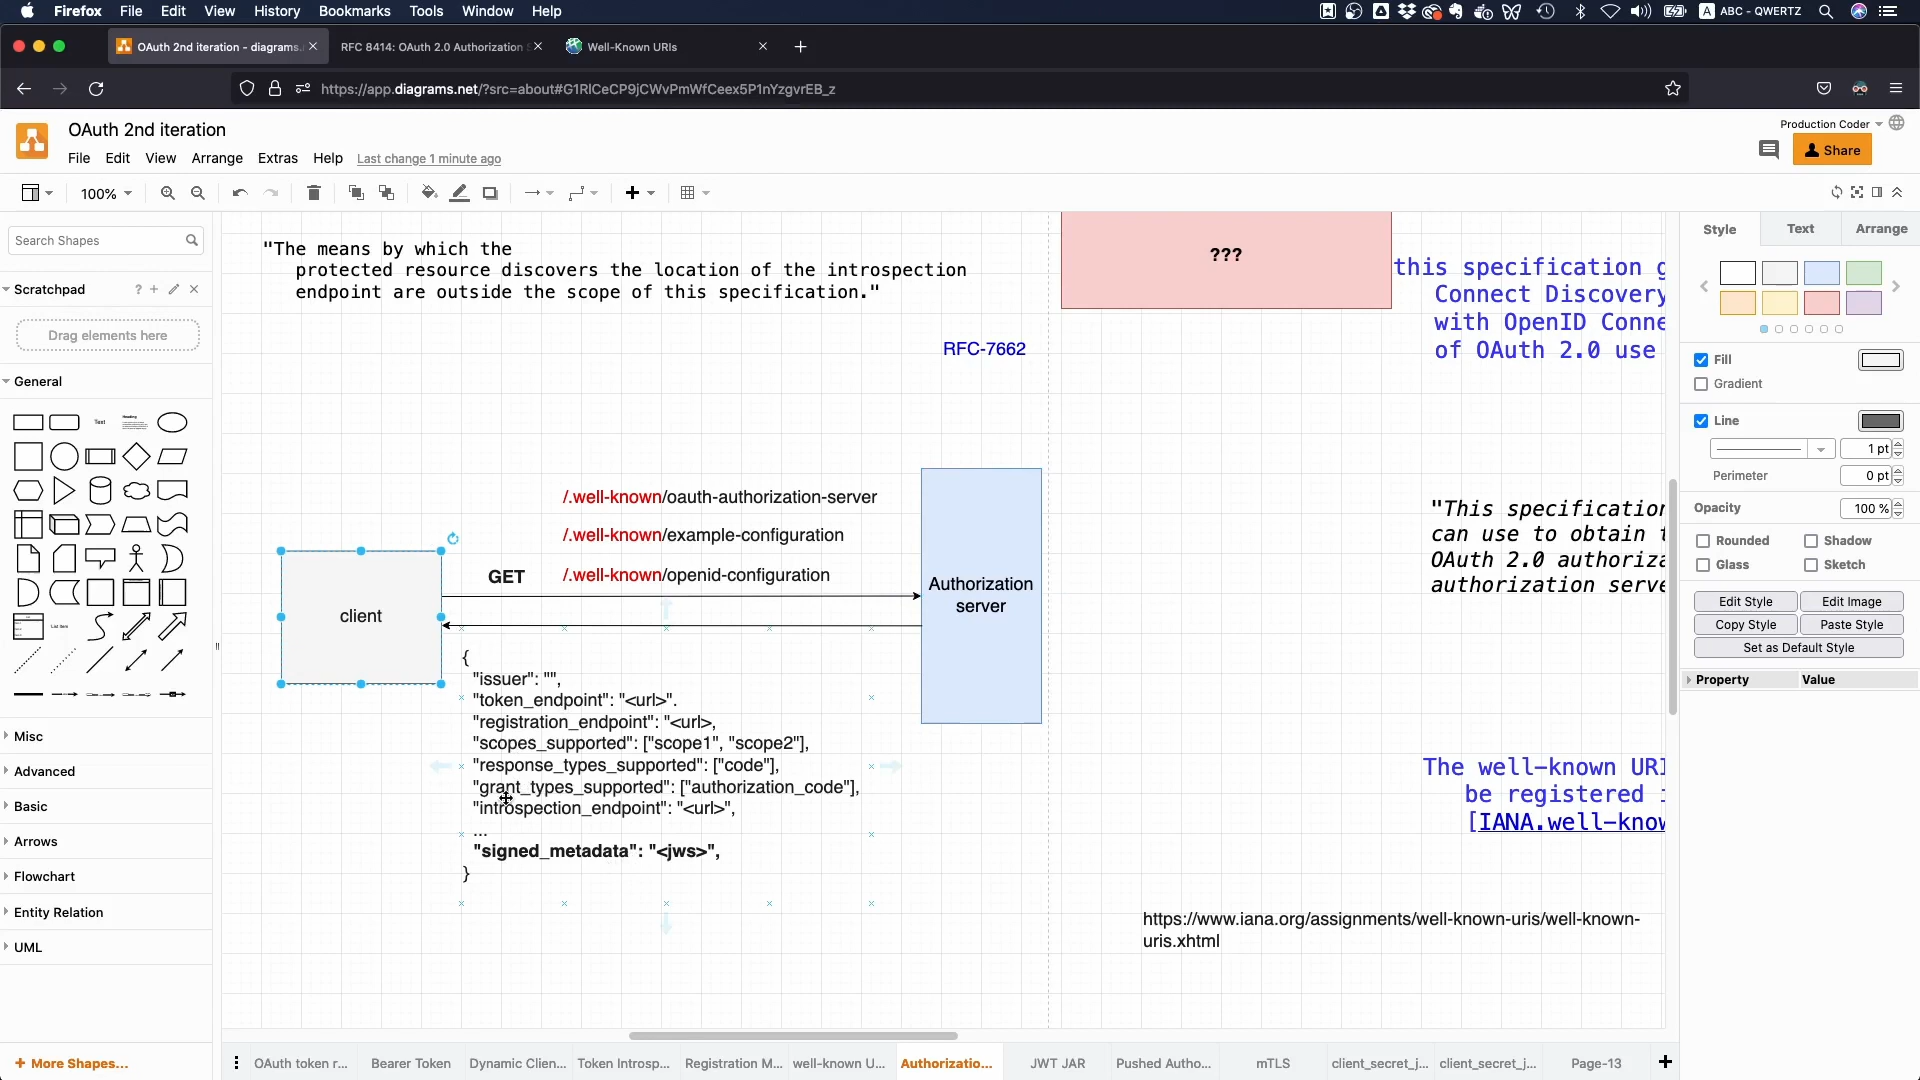 Firefox File Edit View History Bookmarks Tools Window Help
A ABC - QWERTZ
OAuth 2nd iteration - diagrams.
RFC 8414: OAuth 2.0 Authorization S
Well-Known URIs
https://app.diagrams.net/?src=about#G1RlCeCP9jCWvPmWfCeex5P1nYzgvrEB_z
OAuth 2nd iteration
Production Coder
File Edit View Arrange Extras Help Last change 1 minute ago
Share
100%
Search Shapes
Scratchpad
?
Drag elements here
General
Text
Heading
List Item
Misc
Advanced
Basic
Arrows
Flowchart
Entity Relation
UML
+ More Shapes...
"The means by which the
protected resource discovers the location of the introspection
endpoint are outside the scope of this specification."
RFC-7662
???
this specification g
Connect Discovery
with OpenID Conne
of OAuth 2.0 use
/.well-known/oauth-authorization-server
/.well-known/example-configuration
GET /.well-known/openid-configuration
client
Authorization
server
{
"issuer": "",
"token_endpoint": "<url>".
"registration_endpoint": "<url>,
"scopes_supported": ["scope1", "scope2"],
"response_types_supported": ["code"],
"grant_types_supported": ["authorization_code"],
"introspection_endpoint": "<url>",
...
"signed_metadata": "<jws>",
}
"This specification
can use to obtain t
OAuth 2.0 authoriza
authorization serve
The well-known URI
be registered i
[IANA.well-know
https://www.iana.org/assignments/well-known-uris/well-known-
uris.xhtml
Style Text Arrange
Fill
Gradient
Line
1 pt
Perimeter 0 pt
Opacity 100 %
Rounded Shadow
Glass Sketch
Edit Style Edit Image
Copy Style Paste Style
Set as Default Style
Property Value
OAuth token r... Bearer Token Dynamic Clien... Token Introsp... Registration M... well-known U... Authorizatio... JWT JAR Pushed Autho... mTLS client_secret_j... client_secret_j... Page-13